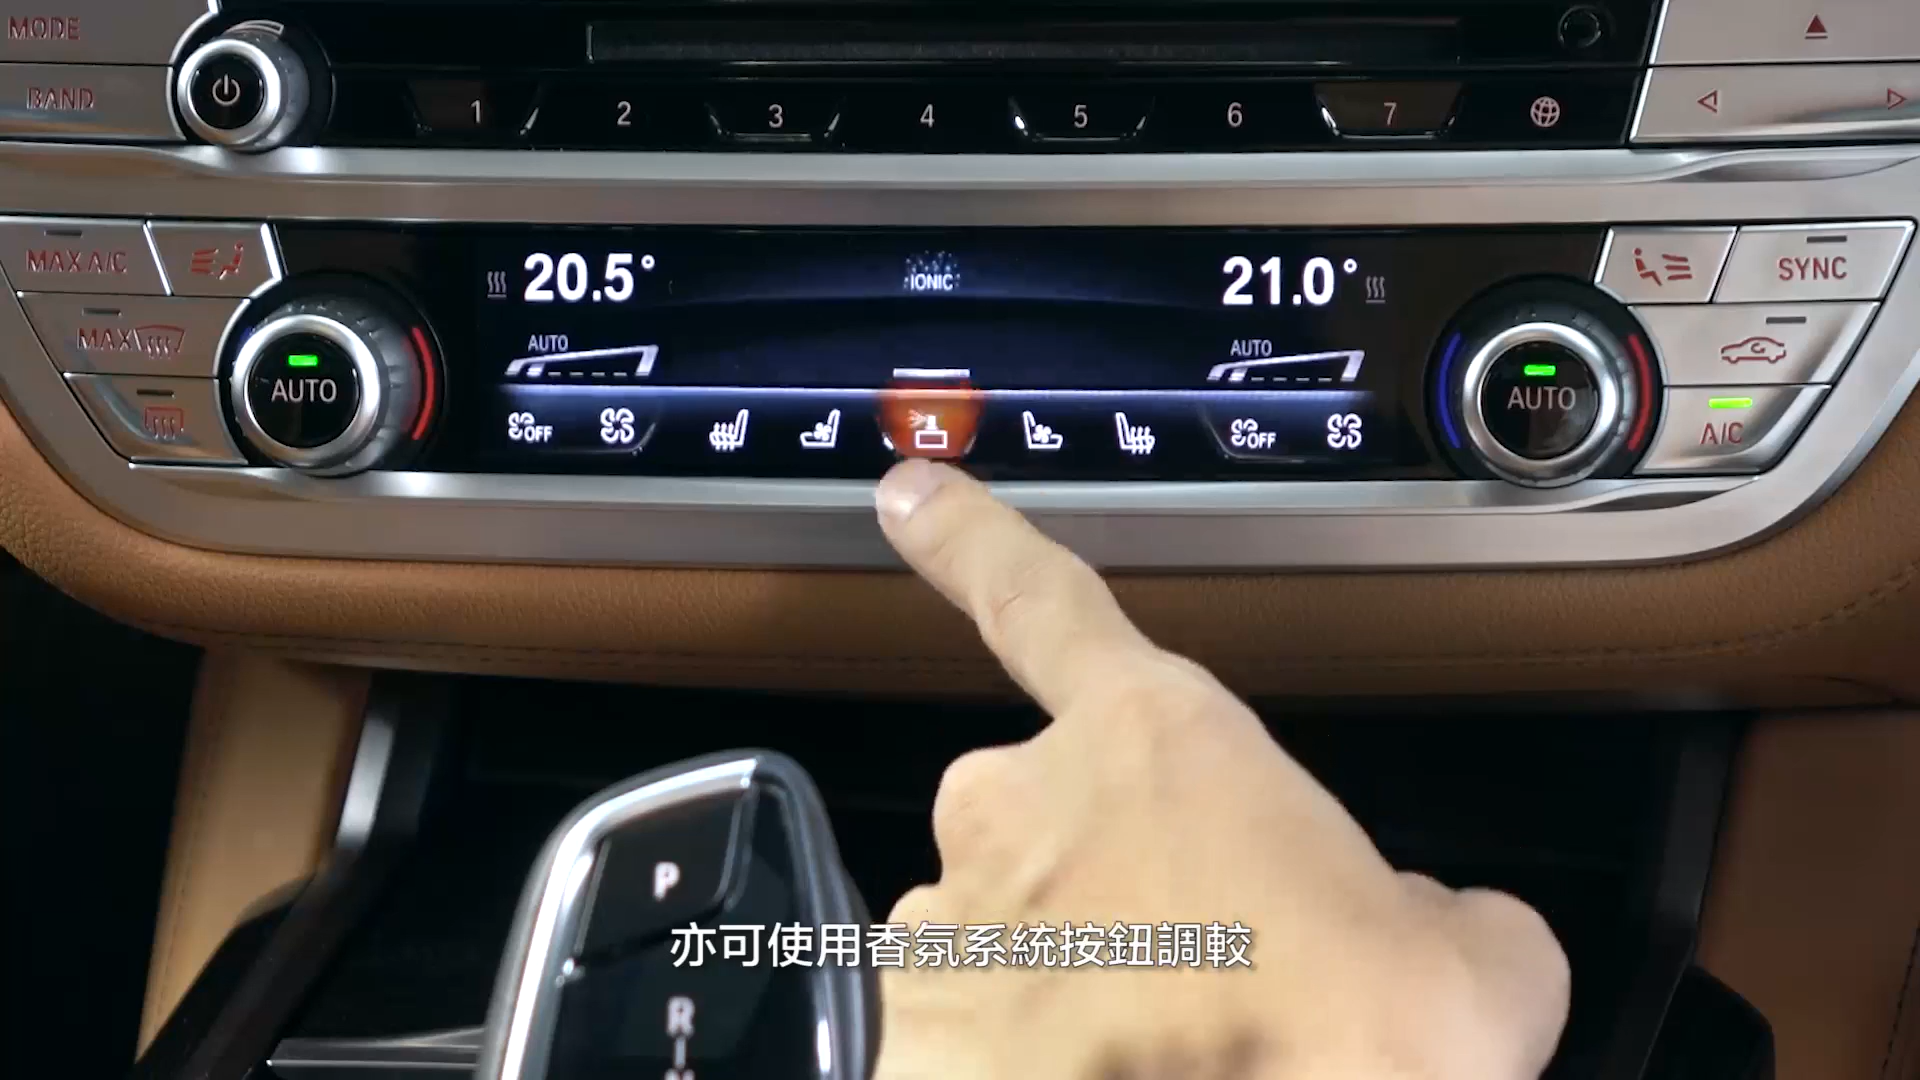 MODE
BAND
1 2 3 4 5 6 7
MAX A/C
20.5°
IONIC
21.0°
SYNC
MAX
AUTO
AUTO
AUTO
AUTO
OFF
OFF
A/C
P
亦可使用香氛系統按鈕調較
R